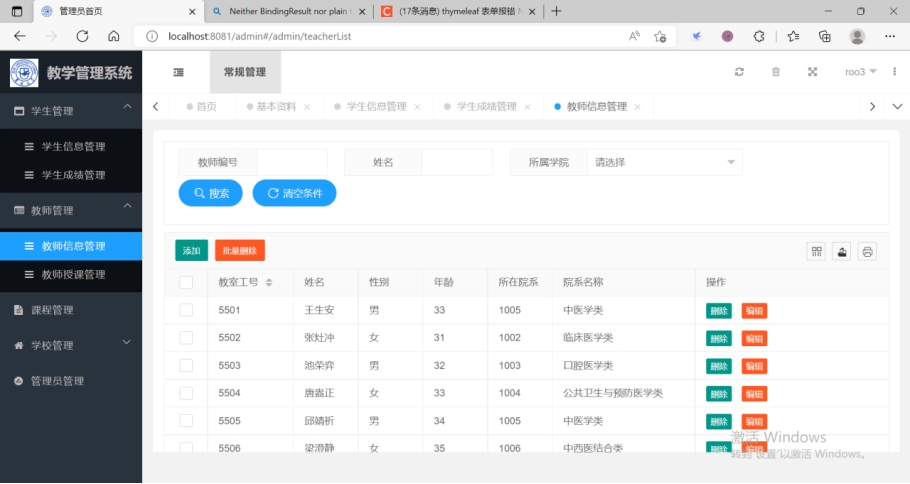 管理员首页
Neither BindingResult nor plain t
(17条消息) thymeleaf 表单报错 N
localhost:8081/admin#/admin/teacherList
教学管理系统
常规管理
roo3
首页
基本资料
学生信息管理
学生成绩管理
教师信息管理
学生管理
学生信息管理
学生成绩管理
教师管理
教师信息管理
教师授课管理
课程管理
学校管理
管理员管理
教师编号 姓名 所属学院 请选择
搜索 清空条件
添加 批量删除
教室工号 姓名 性别 年龄 所在院系 院系名称 操作
5501 王生安 男 33 1005 中医学类 删除 编辑
5502 张灶冲 女 31 1002 临床医学类 删除 编辑
5503 池荣弈 男 32 1003 口腔医学类 删除 编辑
5504 唐盎正 女 33 1004 公共卫生与预防医学类 删除 编辑
5505 邱婧祈 男 34 1005 中医学类 删除 编辑
5506 梁澄静 女 35 1006 中西医结合类 删除 编辑
激活 Windows
转到"设置"以激活 Windows。